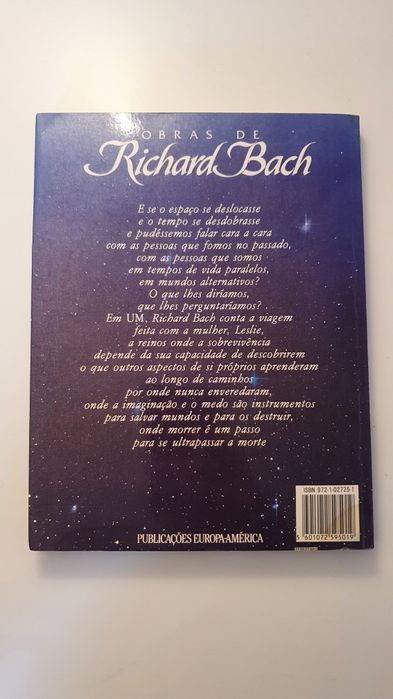 OBRAS DE
Richard Bach
E se o espaço se deslocasse
e o tempo se desdobrasse
e pudéssemos falar cara a cara
com as pessoas que fomos no passado,
com as pessoas que somos
em tempos de vida paralelos,
em mundos alternativos?
O que lhes diríamos,
que lhes perguntaríamos?
Em UM, Richard Bach conta a viagem
feita com a mulher, Leslie,
a reinos onde a sobrevivência
depende da sua capacidade de descobrirem
o que outros aspectos de si próprios aprenderam
ao longo de caminhos
por onde nunca enveredaram,
onde a imaginação e o medo são instrumentos
para salvar mundos e para os destruir,
onde morrer é um passo
para se ultrapassar a morte
ISBN 972-1-02725-1
5 601072 595019
PUBLICAÇÕES EUROPA-AMÉRICA